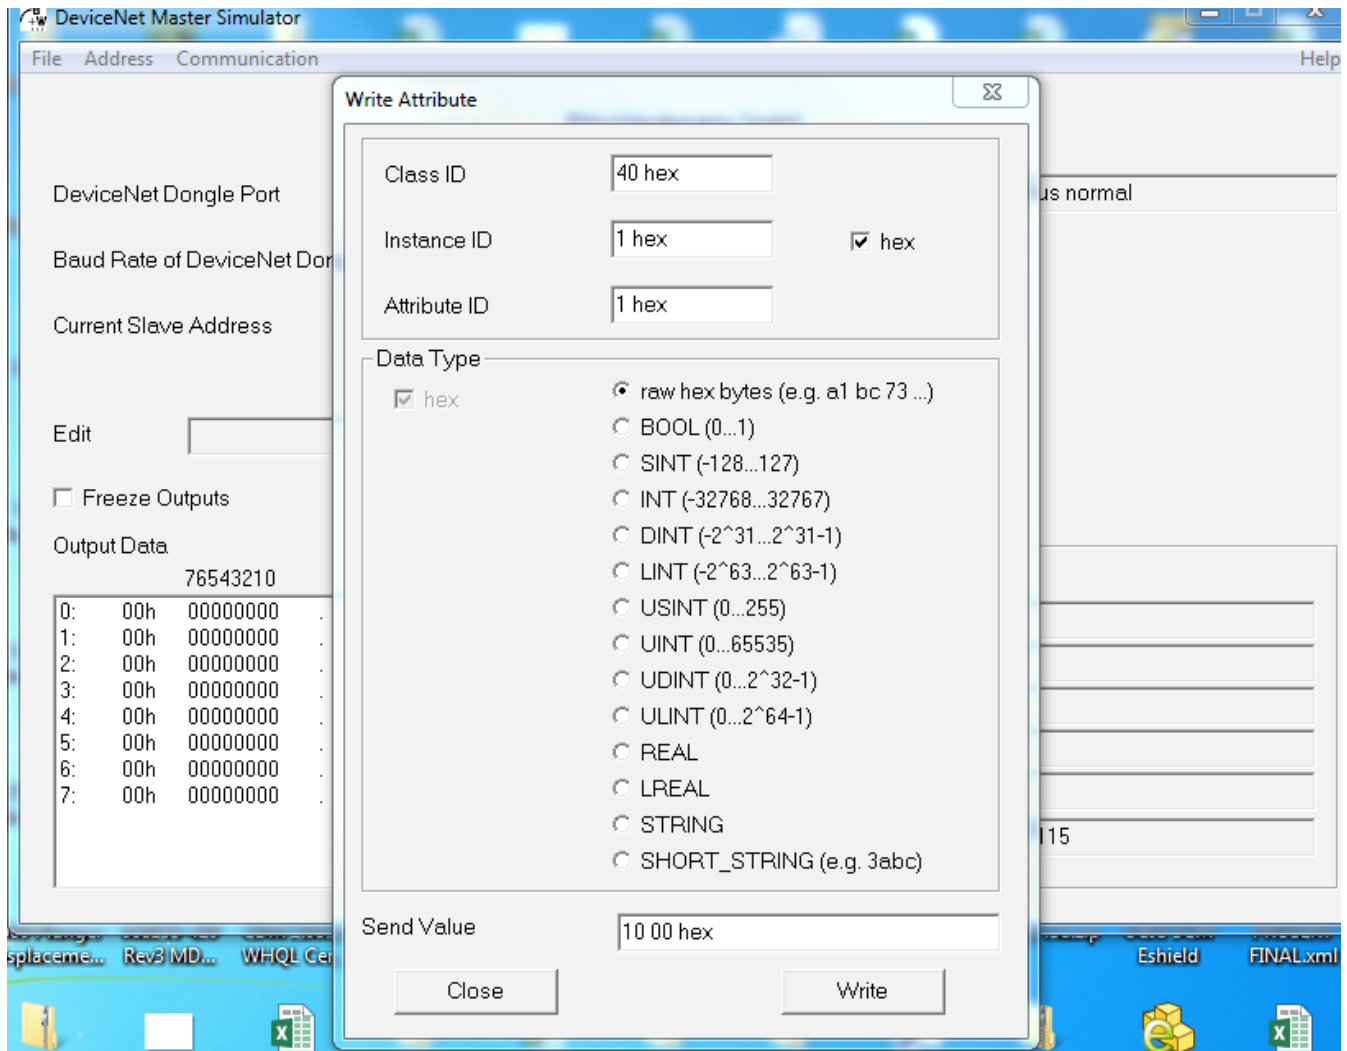 DeviceNet Master Simulator
File Address Communication Help
Write Attribute
Class ID 40 hex
Instance ID 1 hex hex
Attribute ID 1 hex
DeviceNet Dongle Port
us normal
Baud Rate of DeviceNet Don
Current Slave Address
Edit
Freeze Outputs
Output Data
76543210
0: 00h 00000000 .
1: 00h 00000000 .
2: 00h 00000000 .
3: 00h 00000000 .
4: 00h 00000000 .
5: 00h 00000000 .
6: 00h 00000000 .
7: 00h 00000000 .
Data Type
hex
raw hex bytes (e.g. a1 bc 73 ...)
BOOL (0...1)
SINT (-128...127)
INT (-32768...32767)
DINT (-2^31...2^31-1)
LINT (-2^63...2^63-1)
USINT (0...255)
UINT (0...65535)
UDINT (0...2^32-1)
ULINT (0...2^64-1)
REAL
LREAL
STRING
SHORT_STRING (e.g. 3abc)
115
Send Value 10 00 hex
Close Write
splaceme... Rev3 MD... WHQL Cer Eshield FINAL.xml